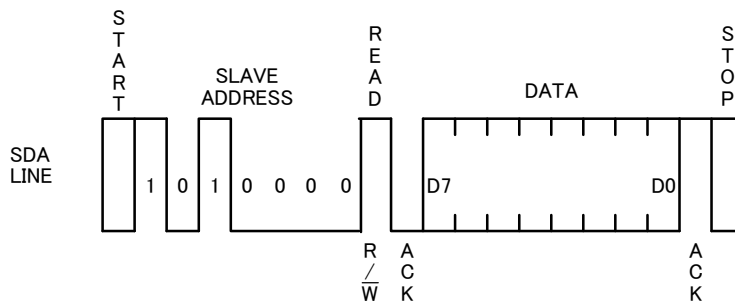 START
SLAVE
ADDRESS
READ
DATA
STOP
SDA
LINE
1 0 1 0 0 0 0
D7
D0
R/W̅
ACK
ACK